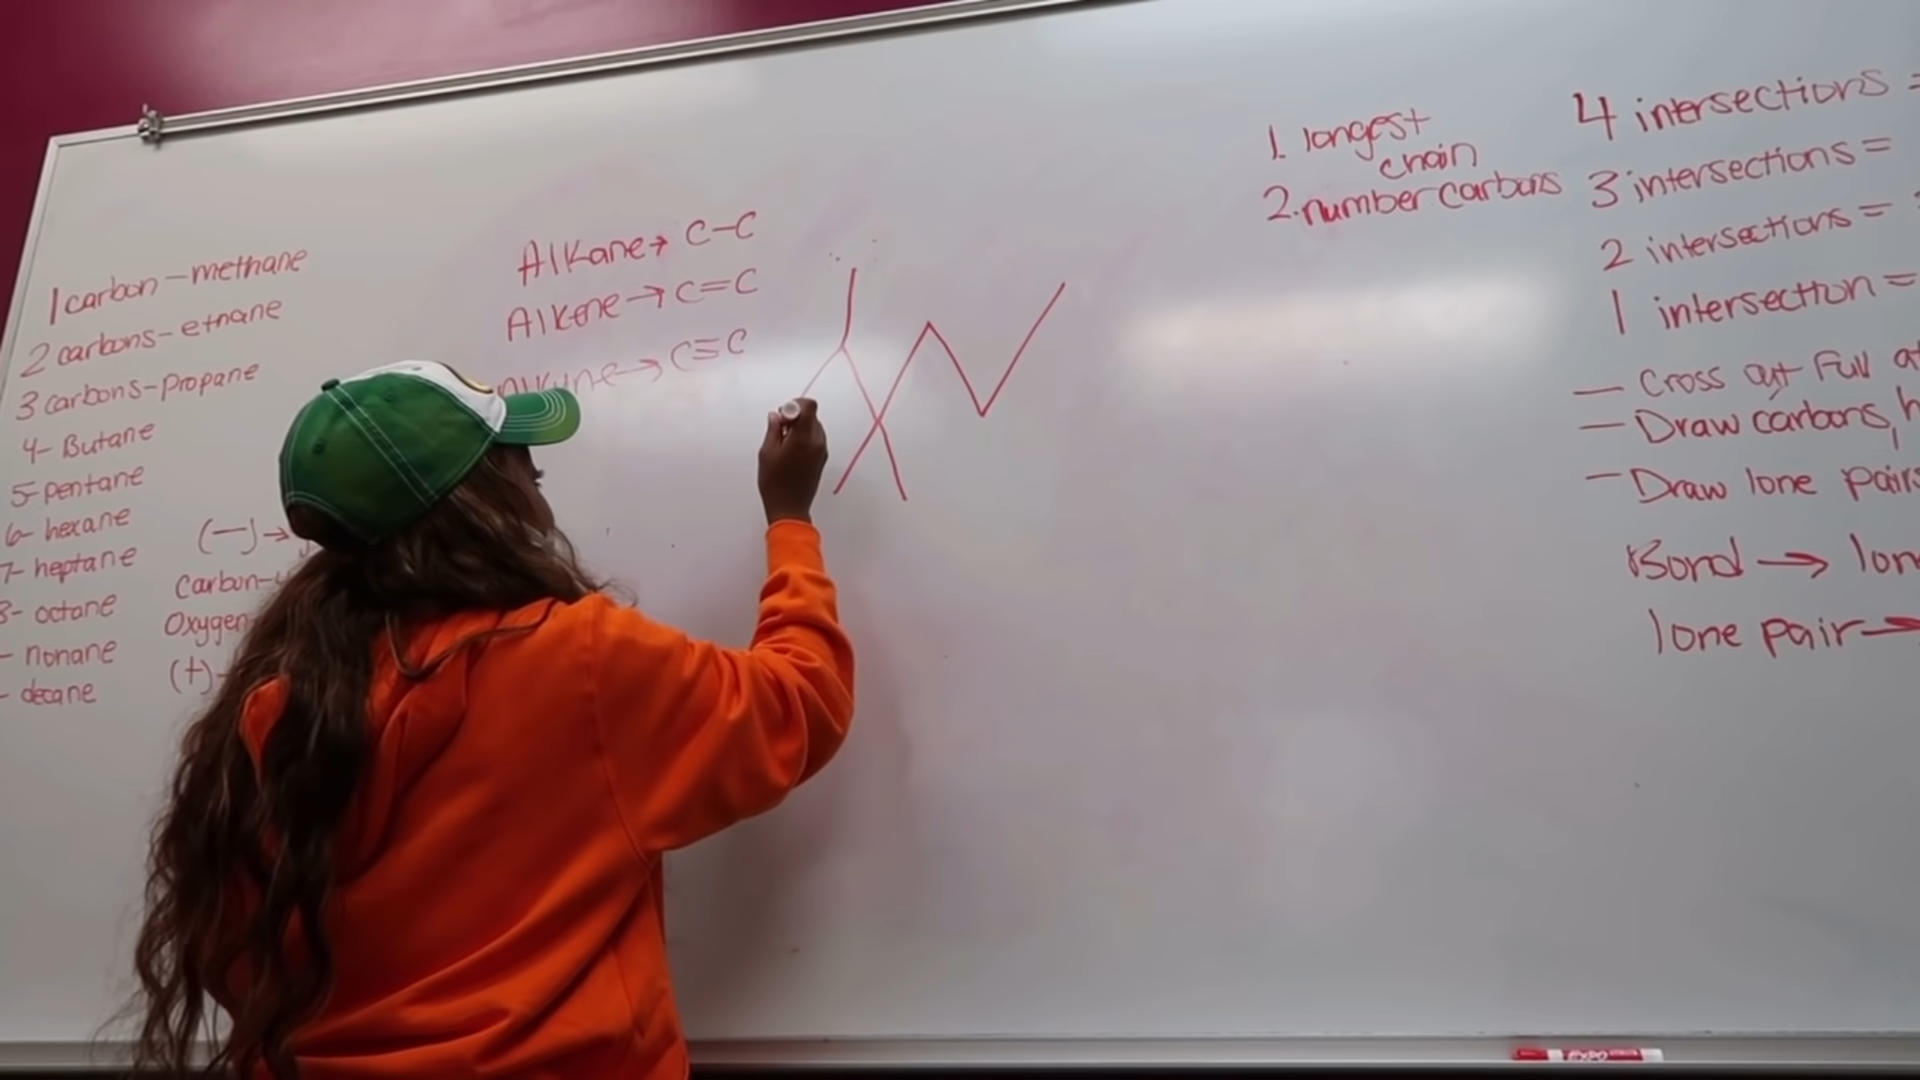 1 carbon - methane
2 carbons - ethane
3 carbons - propane
4 - Butane
5 - pentane
6 - hexane
7 - heptane
8 - octane
- nonane
- decane
(—) →
Carbon -
Oxygen
(+)
Alkane → C-C
Alkene → C=C
Alkyne → C≡C
1. longest
chain
2. number carbons
4 intersections =
3 intersections =
2 intersections =
1 intersection =
— Cross out Full
— Draw carbons, h
— Draw lone pairs
Bond → lon
lone pair →
EXPO